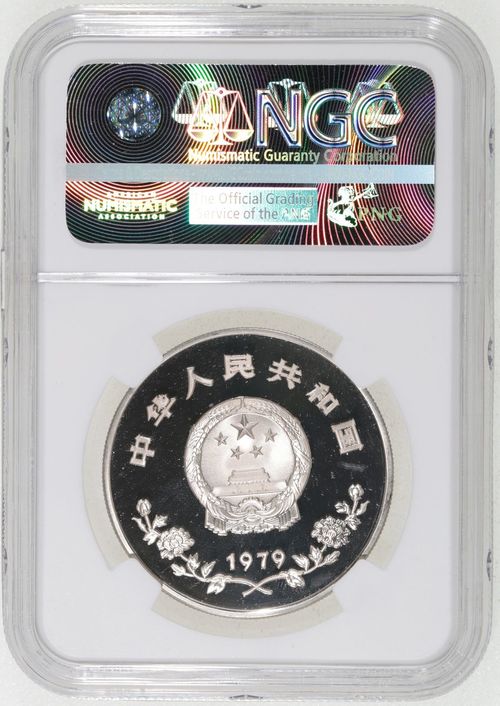 NGC
Numismatic Guaranty Corporation
AMERICAN
NUMISMATIC
ASSOCIATION
The Official Grading
Service of the ANA
PNG
中华人民共和国
1979